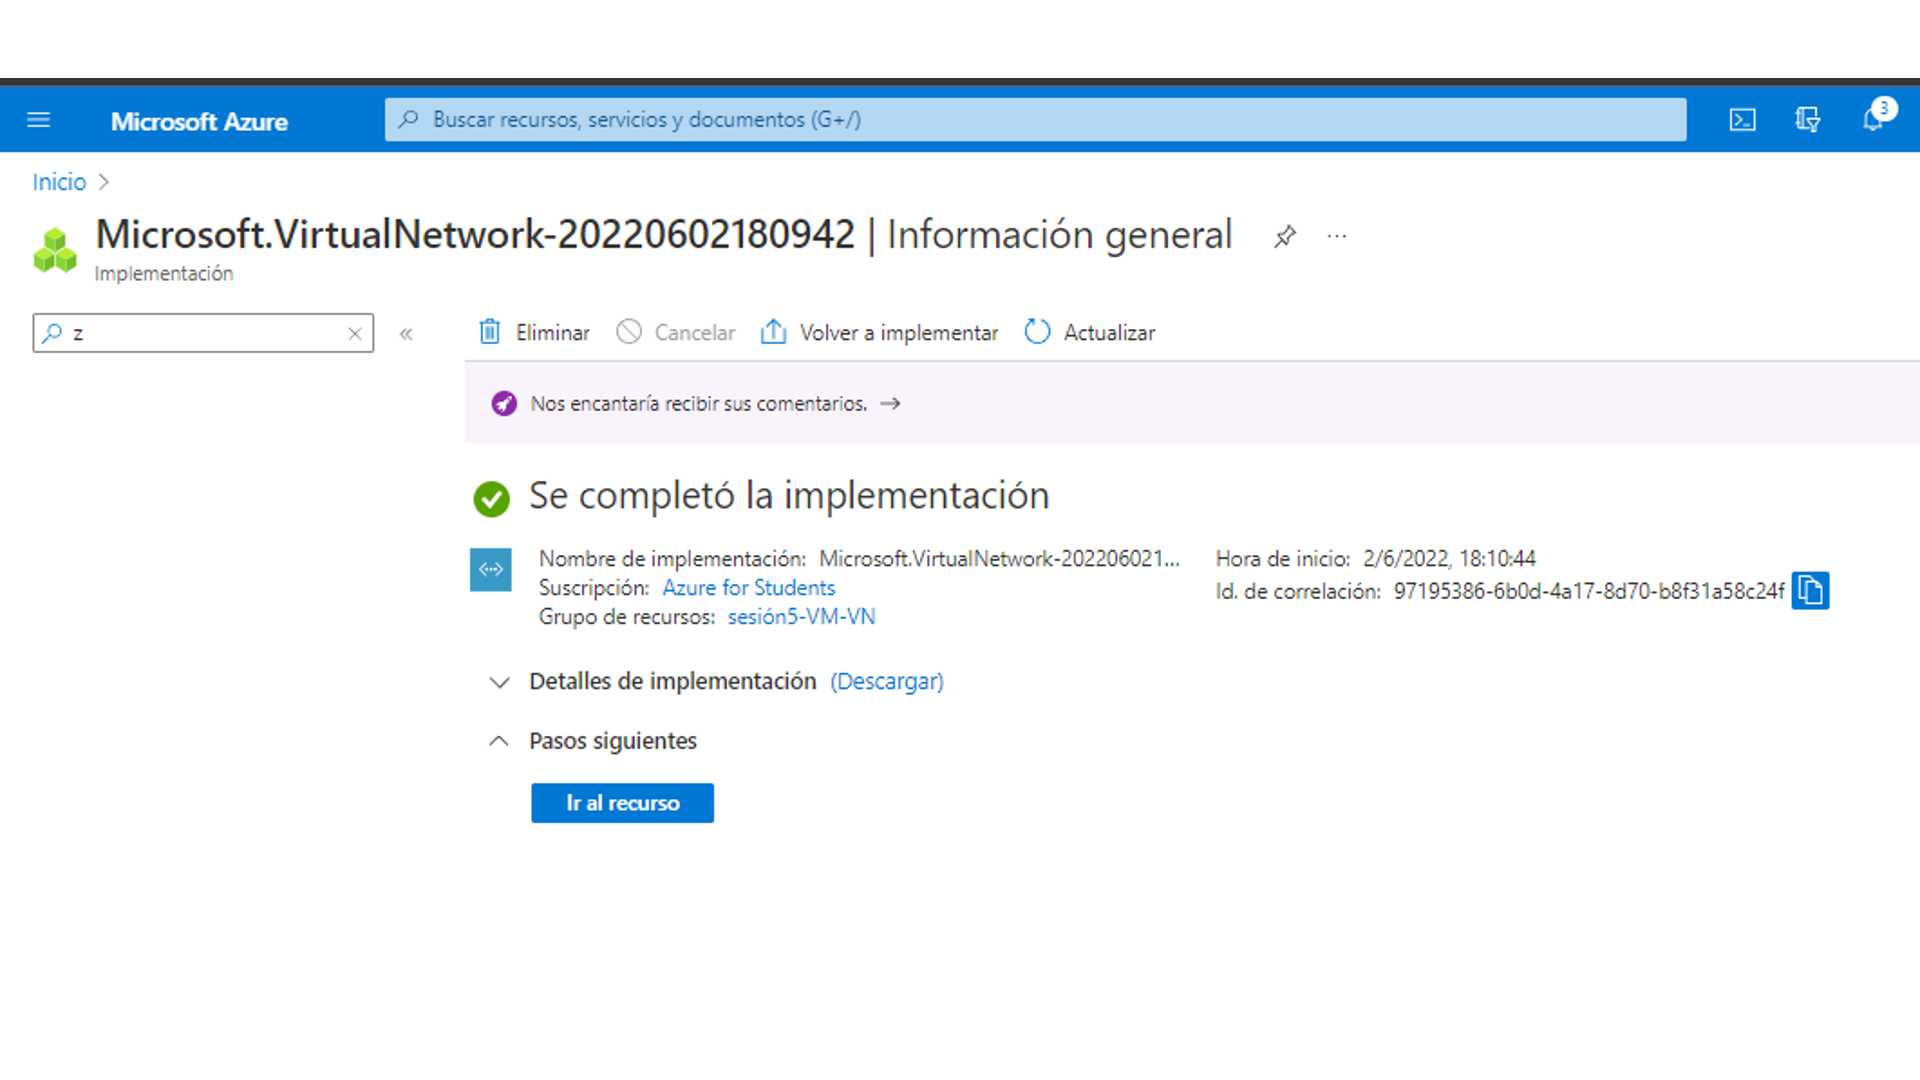 Microsoft Azure
Buscar recursos, servicios y documentos (G+/)
3
Inicio
Microsoft.VirtualNetwork-20220602180942 | Información general
Implementación
z
Eliminar
Cancelar
Volver a implementar
Actualizar
Nos encantaría recibir sus comentarios.
Se completó la implementación
Nombre de implementación: Microsoft.VirtualNetwork-202206021...
Suscripción: Azure for Students
Grupo de recursos: sesión5-VM-VN
Hora de inicio: 2/6/2022, 18:10:44
Id. de correlación: 97195386-6b0d-4a17-8d70-b8f31a58c24f
Detalles de implementación (Descargar)
Pasos siguientes
Ir al recurso